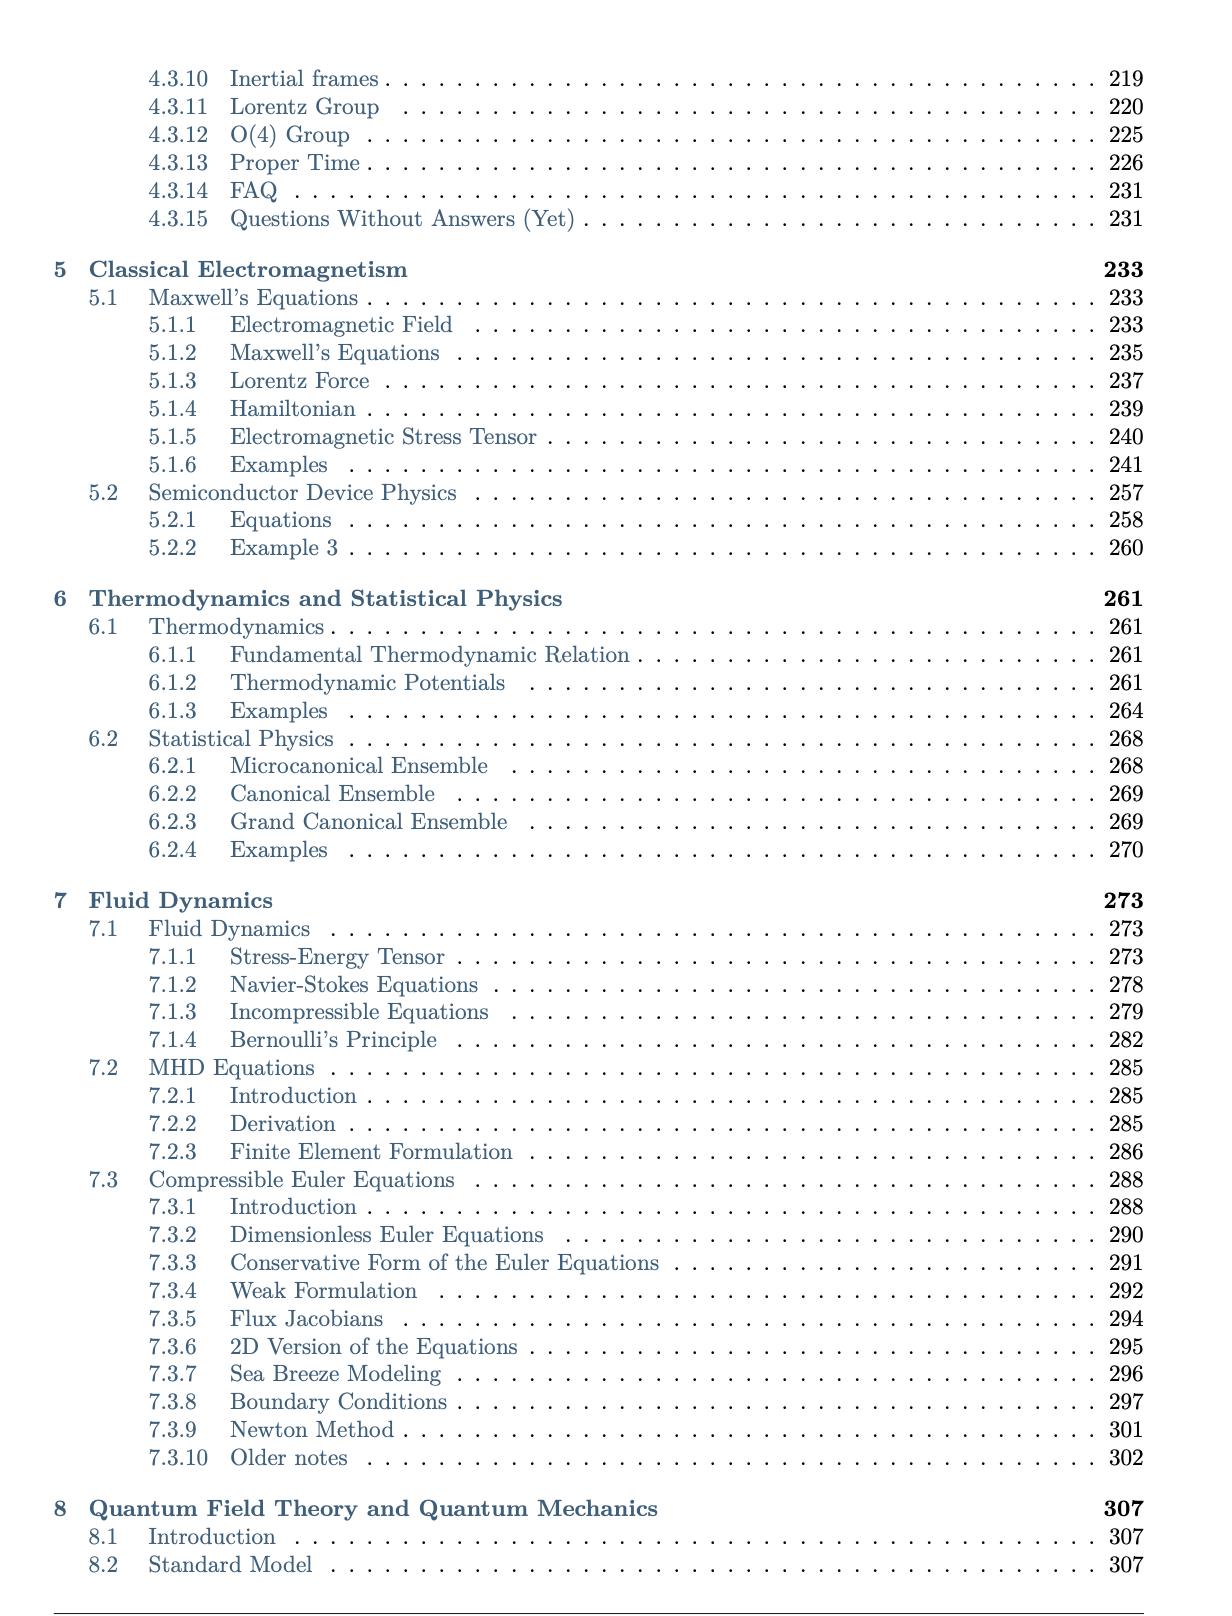 4.3.10 Inertial frames . . . . . . . . . . . . . . . . . . . . . . . . . . . . . . . . . . . . . . . . 219
4.3.11 Lorentz Group . . . . . . . . . . . . . . . . . . . . . . . . . . . . . . . . . . . . . . . 220
4.3.12 O(4) Group . . . . . . . . . . . . . . . . . . . . . . . . . . . . . . . . . . . . . . . . . 225
4.3.13 Proper Time . . . . . . . . . . . . . . . . . . . . . . . . . . . . . . . . . . . . . . . . . 226
4.3.14 FAQ . . . . . . . . . . . . . . . . . . . . . . . . . . . . . . . . . . . . . . . . . . . . . 231
4.3.15 Questions Without Answers (Yet) . . . . . . . . . . . . . . . . . . . . . . . . . . . . . 231
5 Classical Electromagnetism 233
5.1 Maxwell's Equations . . . . . . . . . . . . . . . . . . . . . . . . . . . . . . . . . . . . . . . . . 233
5.1.1 Electromagnetic Field . . . . . . . . . . . . . . . . . . . . . . . . . . . . . . . . . . . 233
5.1.2 Maxwell's Equations . . . . . . . . . . . . . . . . . . . . . . . . . . . . . . . . . . . . 235
5.1.3 Lorentz Force . . . . . . . . . . . . . . . . . . . . . . . . . . . . . . . . . . . . . . . . 237
5.1.4 Hamiltonian . . . . . . . . . . . . . . . . . . . . . . . . . . . . . . . . . . . . . . . . . 239
5.1.5 Electromagnetic Stress Tensor . . . . . . . . . . . . . . . . . . . . . . . . . . . . . . . 240
5.1.6 Examples . . . . . . . . . . . . . . . . . . . . . . . . . . . . . . . . . . . . . . . . . . 241
5.2 Semiconductor Device Physics . . . . . . . . . . . . . . . . . . . . . . . . . . . . . . . . . . . 257
5.2.1 Equations . . . . . . . . . . . . . . . . . . . . . . . . . . . . . . . . . . . . . . . . . . 258
5.2.2 Example 3 . . . . . . . . . . . . . . . . . . . . . . . . . . . . . . . . . . . . . . . . . . 260
6 Thermodynamics and Statistical Physics 261
6.1 Thermodynamics . . . . . . . . . . . . . . . . . . . . . . . . . . . . . . . . . . . . . . . . . . . 261
6.1.1 Fundamental Thermodynamic Relation . . . . . . . . . . . . . . . . . . . . . . . . . . 261
6.1.2 Thermodynamic Potentials . . . . . . . . . . . . . . . . . . . . . . . . . . . . . . . . 261
6.1.3 Examples . . . . . . . . . . . . . . . . . . . . . . . . . . . . . . . . . . . . . . . . . . 264
6.2 Statistical Physics . . . . . . . . . . . . . . . . . . . . . . . . . . . . . . . . . . . . . . . . . . 268
6.2.1 Microcanonical Ensemble . . . . . . . . . . . . . . . . . . . . . . . . . . . . . . . . . 268
6.2.2 Canonical Ensemble . . . . . . . . . . . . . . . . . . . . . . . . . . . . . . . . . . . . 269
6.2.3 Grand Canonical Ensemble . . . . . . . . . . . . . . . . . . . . . . . . . . . . . . . . 269
6.2.4 Examples . . . . . . . . . . . . . . . . . . . . . . . . . . . . . . . . . . . . . . . . . . 270
7 Fluid Dynamics 273
7.1 Fluid Dynamics . . . . . . . . . . . . . . . . . . . . . . . . . . . . . . . . . . . . . . . . . . . 273
7.1.1 Stress-Energy Tensor . . . . . . . . . . . . . . . . . . . . . . . . . . . . . . . . . . . . 273
7.1.2 Navier-Stokes Equations . . . . . . . . . . . . . . . . . . . . . . . . . . . . . . . . . . 278
7.1.3 Incompressible Equations . . . . . . . . . . . . . . . . . . . . . . . . . . . . . . . . . 279
7.1.4 Bernoulli's Principle . . . . . . . . . . . . . . . . . . . . . . . . . . . . . . . . . . . . 282
7.2 MHD Equations . . . . . . . . . . . . . . . . . . . . . . . . . . . . . . . . . . . . . . . . . . . 285
7.2.1 Introduction . . . . . . . . . . . . . . . . . . . . . . . . . . . . . . . . . . . . . . . . . 285
7.2.2 Derivation . . . . . . . . . . . . . . . . . . . . . . . . . . . . . . . . . . . . . . . . . . 285
7.2.3 Finite Element Formulation . . . . . . . . . . . . . . . . . . . . . . . . . . . . . . . . 286
7.3 Compressible Euler Equations . . . . . . . . . . . . . . . . . . . . . . . . . . . . . . . . . . . 288
7.3.1 Introduction . . . . . . . . . . . . . . . . . . . . . . . . . . . . . . . . . . . . . . . . . 288
7.3.2 Dimensionless Euler Equations . . . . . . . . . . . . . . . . . . . . . . . . . . . . . . 290
7.3.3 Conservative Form of the Euler Equations . . . . . . . . . . . . . . . . . . . . . . . . 291
7.3.4 Weak Formulation . . . . . . . . . . . . . . . . . . . . . . . . . . . . . . . . . . . . . 292
7.3.5 Flux Jacobians . . . . . . . . . . . . . . . . . . . . . . . . . . . . . . . . . . . . . . . 294
7.3.6 2D Version of the Equations . . . . . . . . . . . . . . . . . . . . . . . . . . . . . . . . 295
7.3.7 Sea Breeze Modeling . . . . . . . . . . . . . . . . . . . . . . . . . . . . . . . . . . . . 296
7.3.8 Boundary Conditions . . . . . . . . . . . . . . . . . . . . . . . . . . . . . . . . . . . . 297
7.3.9 Newton Method . . . . . . . . . . . . . . . . . . . . . . . . . . . . . . . . . . . . . . . 301
7.3.10 Older notes . . . . . . . . . . . . . . . . . . . . . . . . . . . . . . . . . . . . . . . . . 302
8 Quantum Field Theory and Quantum Mechanics 307
8.1 Introduction . . . . . . . . . . . . . . . . . . . . . . . . . . . . . . . . . . . . . . . . . . . . . 307
8.2 Standard Model . . . . . . . . . . . . . . . . . . . . . . . . . . . . . . . . . . . . . . . . . . . 307